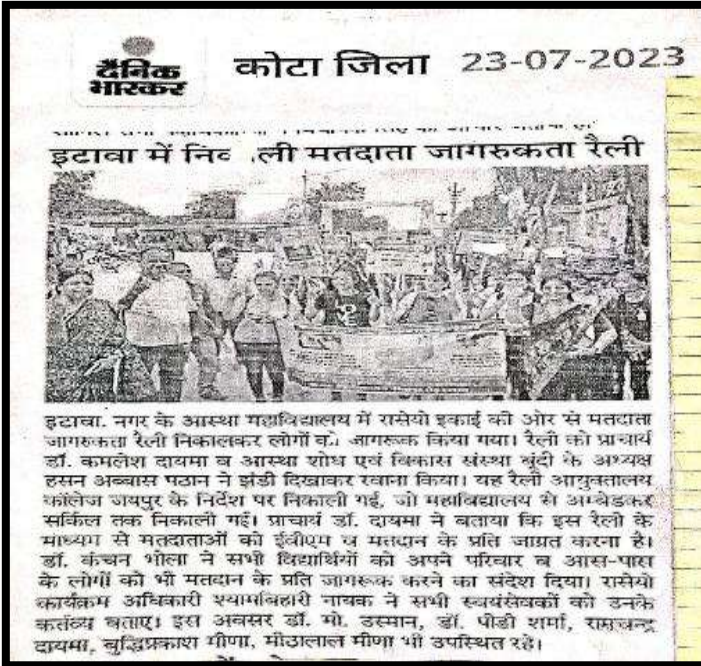 दैनिक
भास्कर
कोटा जिला 23-07-2023
इटावा में निकली मतदाता जागरुकता रैली
इटावा. नगर के आस्था महाविद्यालय में रासेयो इकाई की ओर से मतदाता
जागरुकता रैली निकालकर लोगों को जागरूक किया गया। रैली को प्राचार्य
डॉ. कमलेश दायमा व आस्था शोध एवं विकास संस्था बूंदी के अध्यक्ष
हसन अब्बास पठान ने झंडी दिखाकर रवाना किया। यह रैली आयुक्तालय
कॉलेज जयपुर के निर्देश पर निकाली गई, जो महाविद्यालय से अम्बेडकर
सर्किल तक निकाली गई। प्राचार्य डॉ. दायमा ने बताया कि इस रैली के
माध्यम से मतदाताओं को ईवीएम व मतदान के प्रति जाग्रत करना है।
डॉ. कंचन भोला ने सभी विद्यार्थियों को अपने परिवार व आस-पास
के लोगों को भी मतदान के प्रति जागरूक करने का संदेश दिया। रासेयो
कार्यक्रम अधिकारी श्यामबिहारी नायक ने सभी स्वयंसेवकों को उनके
कर्तव्य बताए। इस अवसर डॉ. मो. उस्मान, डॉ. पीडी शर्मा, रामचन्द्र
दायमा, बुद्धिप्रकाश मीणा, मोठालाल मीणा भी उपस्थित रहे।